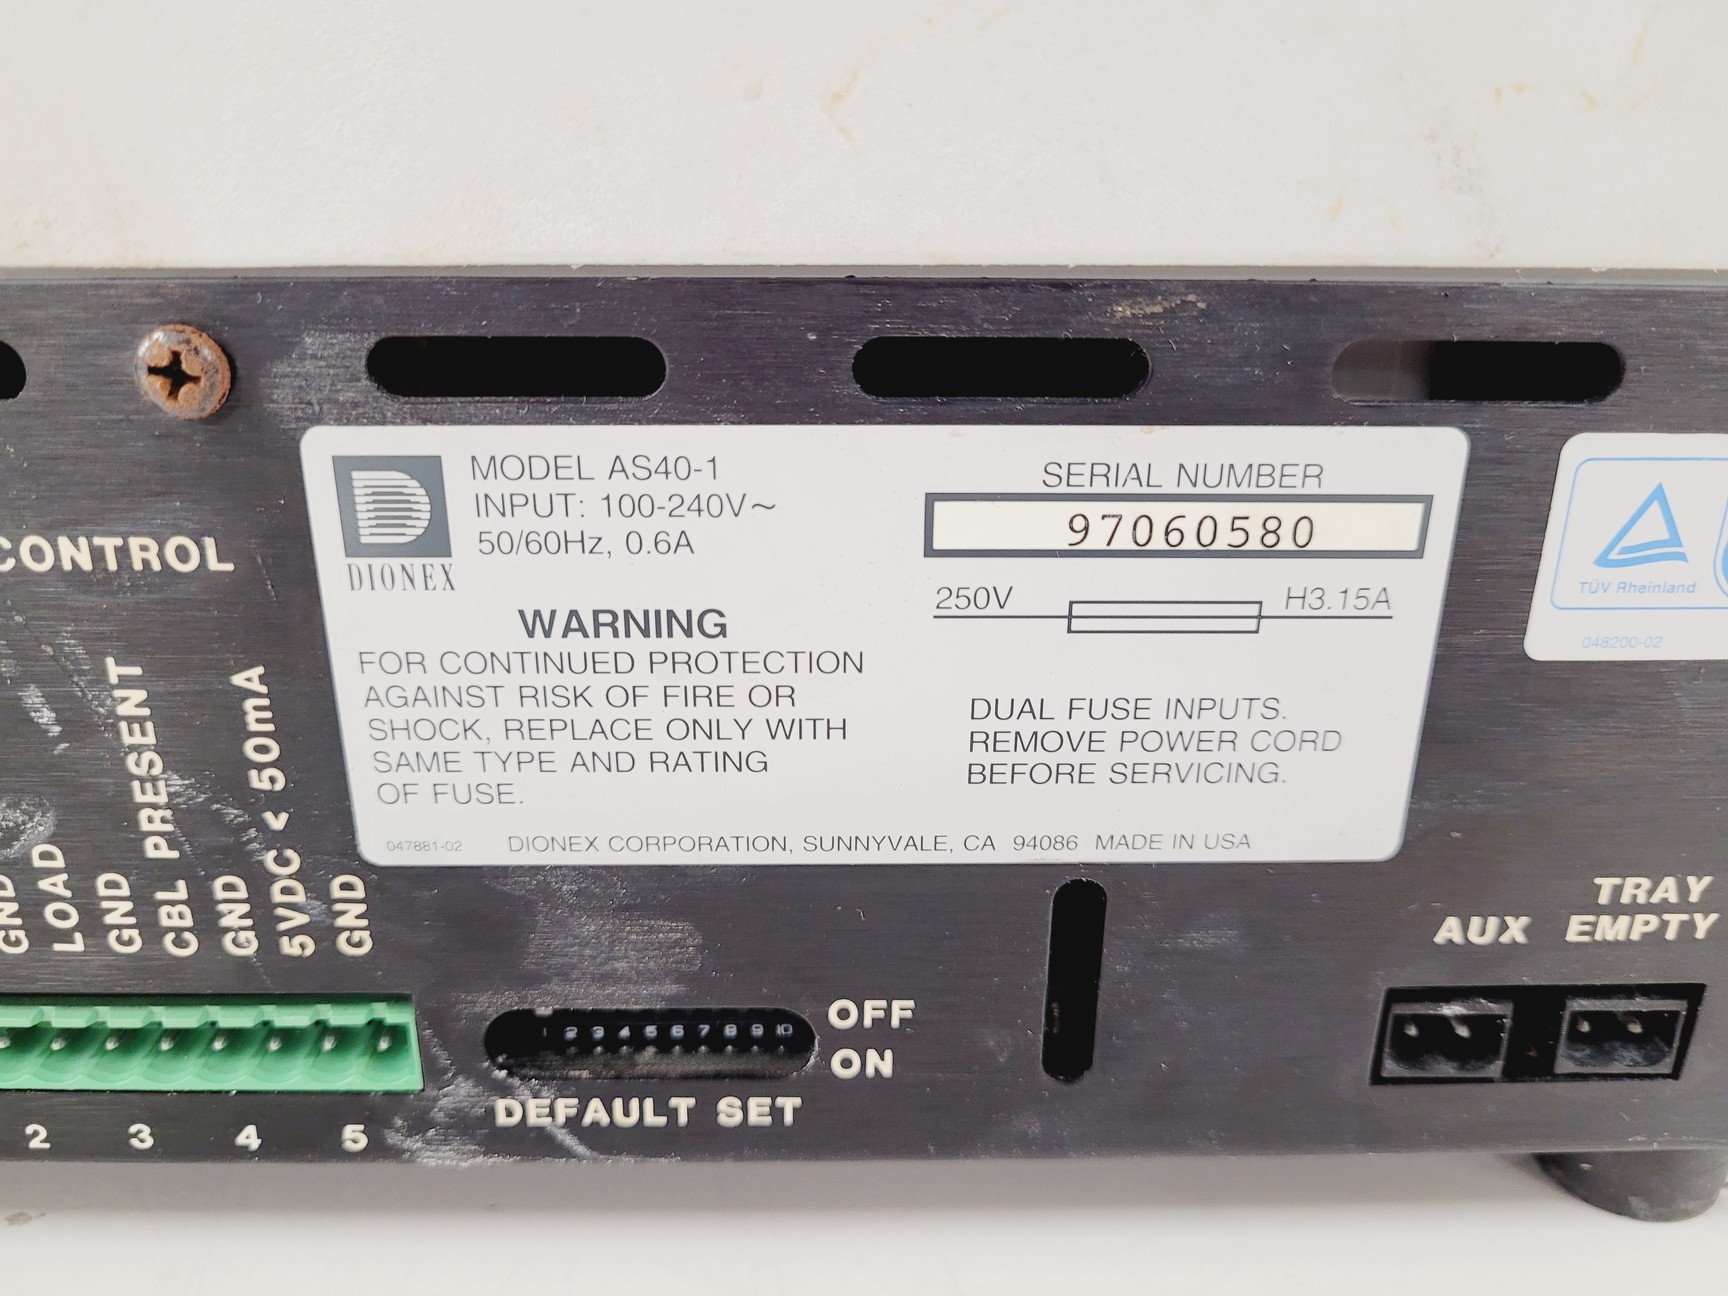 MODEL AS40-1
INPUT: 100-240V~
50/60Hz, 0.6A
DIONEX
WARNING
FOR CONTINUED PROTECTION
AGAINST RISK OF FIRE OR
SHOCK, REPLACE ONLY WITH
SAME TYPE AND RATING
OF FUSE.
SERIAL NUMBER
97060580
250V H3.15A
DUAL FUSE INPUTS.
REMOVE POWER CORD
BEFORE SERVICING.
047881-02 DIONEX CORPORATION, SUNNYVALE, CA 94086 MADE IN USA
TÜV Rheinland
048200-02
CONTROL
GND
LOAD
GND
CBL PRESENT
GND
5VDC < 50mA
GND
2 3 4 5
2 3 4 5 6 7 8 9 10
OFF
ON
DEFAULT SET
AUX
TRAY
EMPTY